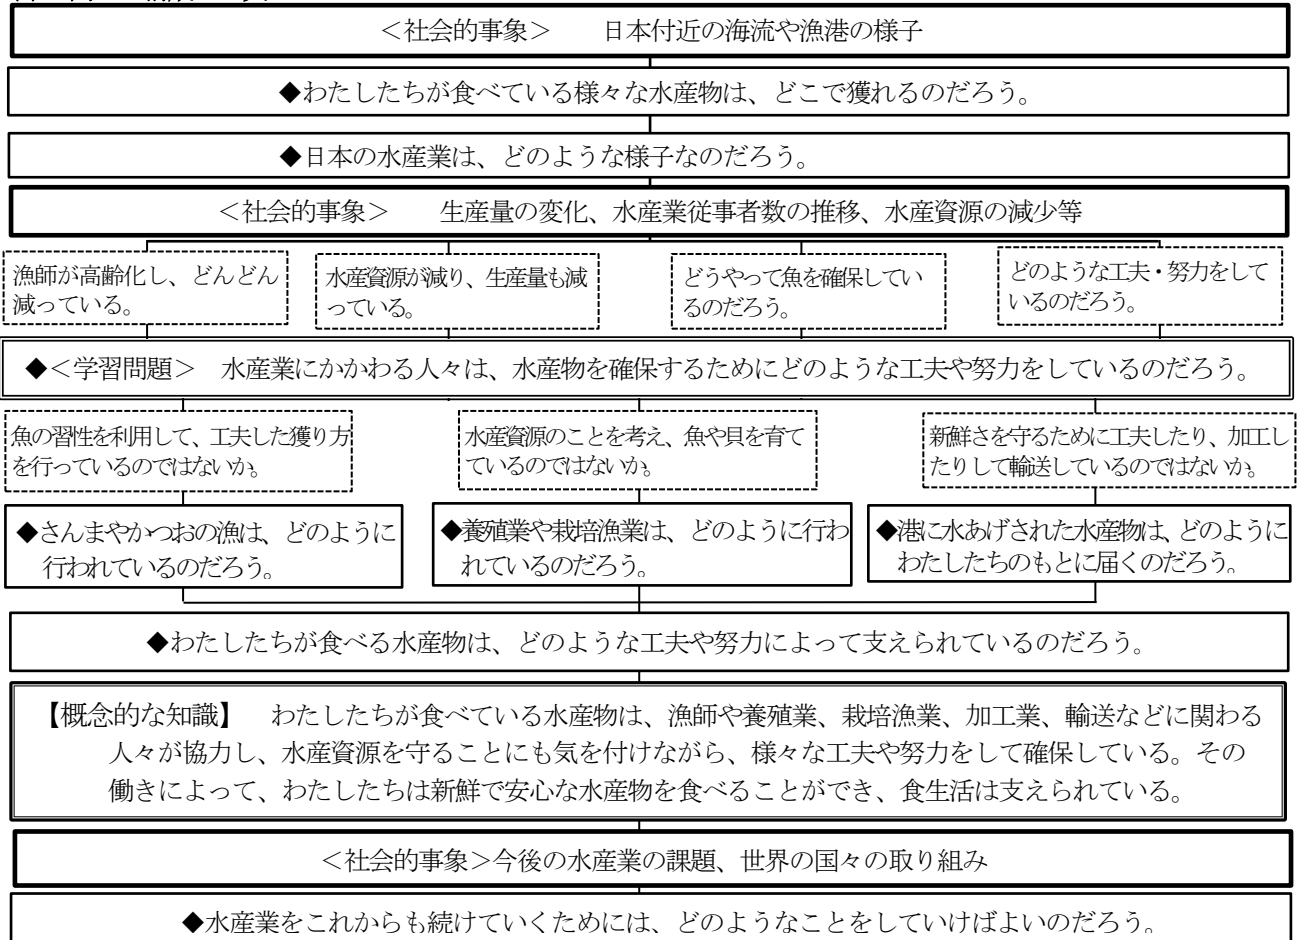 ＜社会的事象＞　　日本付近の海流や漁港の様子
◆わたしたちが食べている様々な水産物は、どこで獲れるのだろう。
◆日本の水産業は、どのような様子なのだろう。
＜社会的事象＞　　生産量の変化、水産業従事者数の推移、水産資源の減少等
漁師が高齢化し、どんどん
減っている。
水産資源が減り、生産量も減
っている。
どうやって魚を確保してい
るのだろう。
どのような工夫・努力をして
いるのだろう。
◆＜学習問題＞　水産業にかかわる人々は、水産物を確保するためにどのような工夫や努力をしているのだろう。
魚の習性を利用して、工夫した獲り方
を行っているのではないか。
水産資源のことを考え、魚や貝を育て
ているのではないか。
新鮮さを守るために工夫したり、加工し
たりして輸送しているのではないか。
◆さんまやかつおの漁は、どのように
行われているのだろう。
◆養殖業や栽培漁業は、どのように行わ
れているのだろう。
◆港に水あげされた水産物は、どのように
わたしたちのもとに届くのだろう。
◆わたしたちが食べる水産物は、どのような工夫や努力によって支えられているのだろう。
【概念的な知識】　わたしたちが食べている水産物は、漁師や養殖業、栽培漁業、加工業、輸送などに関わる
人々が協力し、水産資源を守ることにも気を付けながら、様々な工夫や努力をして確保している。その
働きによって、わたしたちは新鮮で安心な水産物を食べることができ、食生活は支えられている。
＜社会的事象＞今後の水産業の課題、世界の国々の取り組み
◆水産業をこれからも続けていくためには、どのようなことをしていけばよいのだろう。